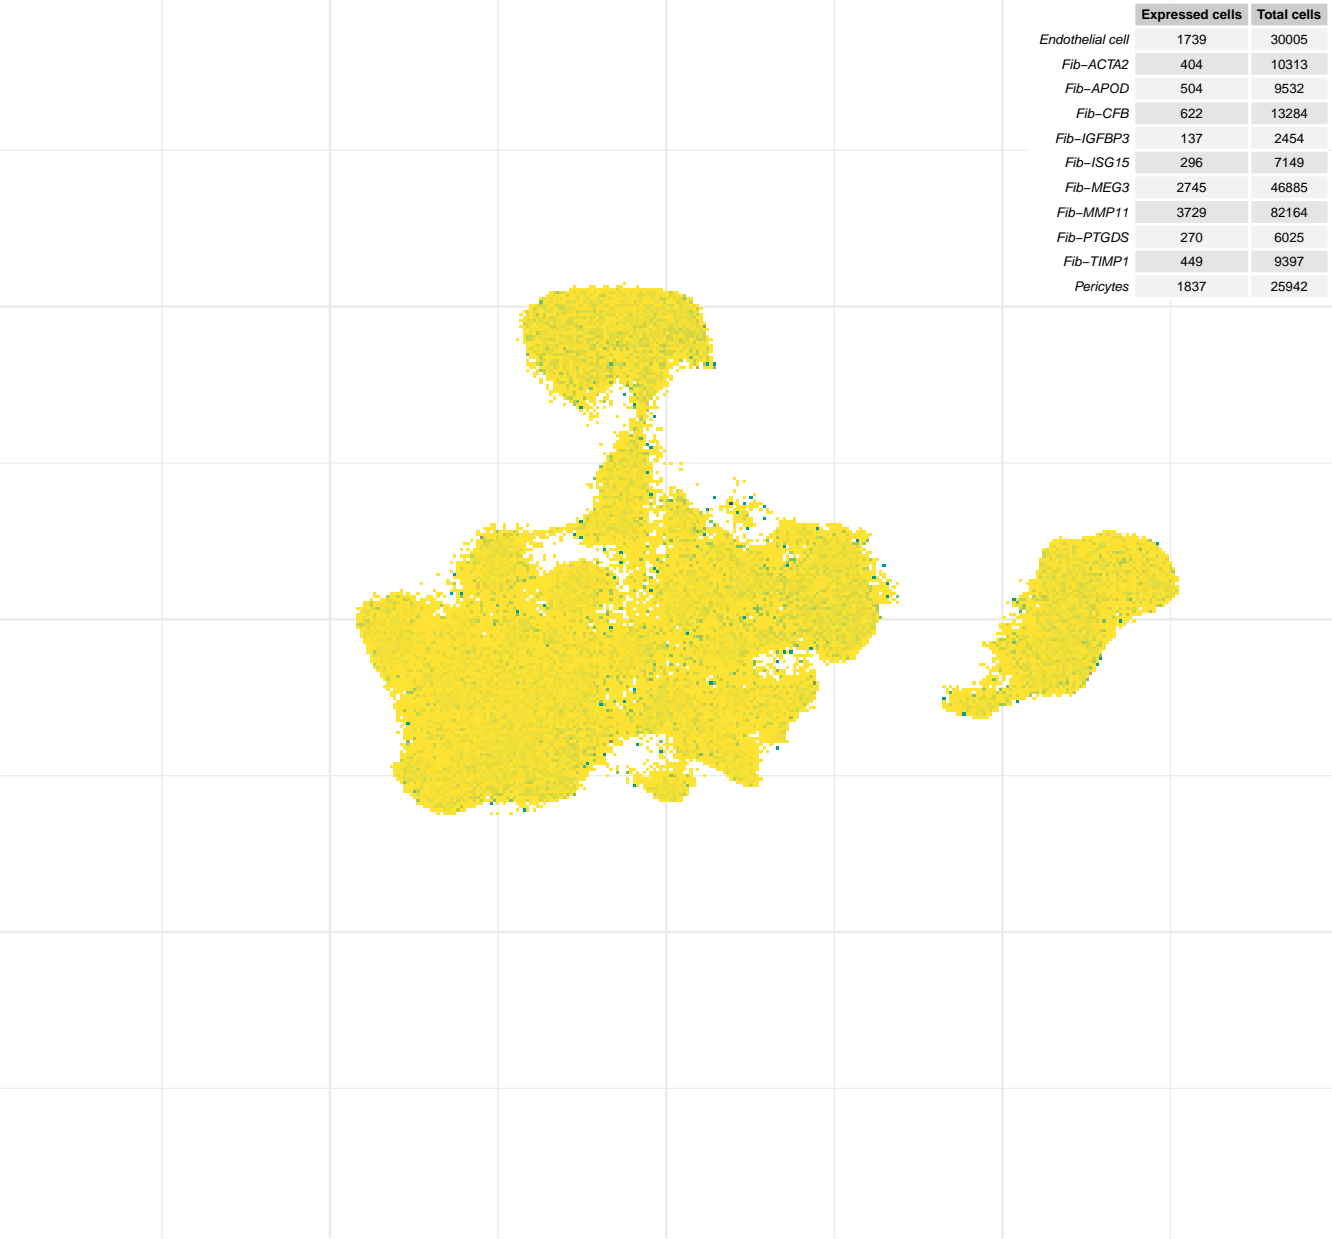 Expressed cells Total cells
Endothelial cell 1739 30005
Fib−ACTA2 404 10313
Fib−APOD 504 9532
Fib−CFB 622 13284
Fib−IGFBP3 137 2454
Fib−ISG15 296 7149
Fib−MEG3 2745 46885
Fib−MMP11 3729 82164
Fib−PTGDS 270 6025
Fib−TIMP1 449 9397
Pericytes 1837 25942